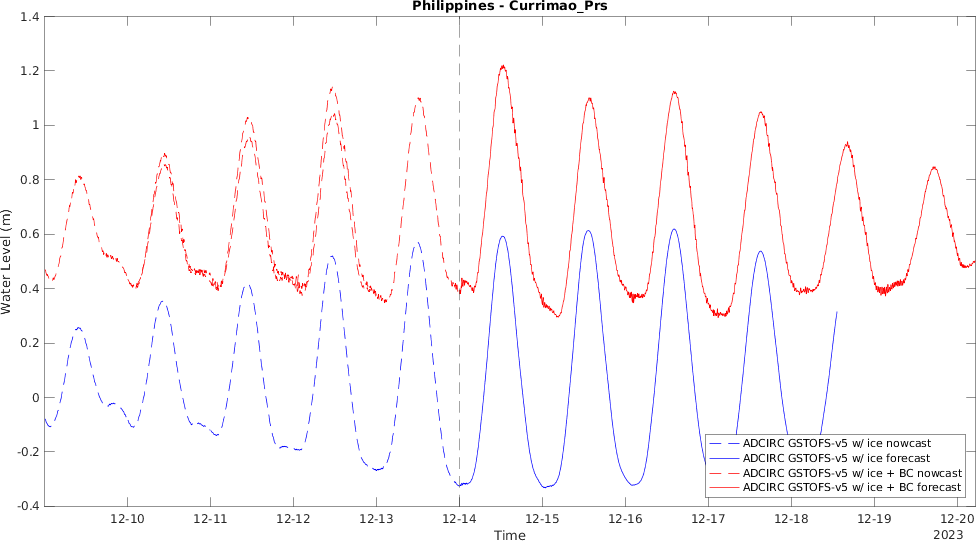 Philippines - Currimao_Prs
1.4
1.2
1
0.8
0.6
0.4
0.2
0
-0.2
-0.4
Water Level (m)
12-10 12-11 12-12 12-13 12-14 12-15 12-16 12-17 12-18 12-19 12-20
Time
2023
ADCIRC GSTOFS-v5 w/ ice nowcast
ADCIRC GSTOFS-v5 w/ ice forecast
ADCIRC GSTOFS-v5 w/ ice + BC nowcast
ADCIRC GSTOFS-v5 w/ ice + BC forecast